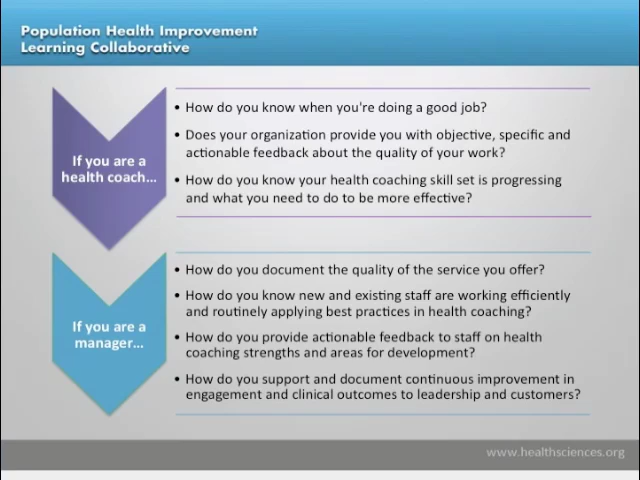 Population Health Improvement
Learning Collaborative
If you are a
health coach...
• How do you know when you're doing a good job?
• Does your organization provide you with objective, specific and
actionable feedback about the quality of your work?
• How do you know your health coaching skill set is progressing
and what you need to do to be more effective?
If you are a
manager...
• How do you document the quality of the service you offer?
• How do you know new and existing staff are working efficiently
and routinely applying best practices in health coaching?
• How do you provide actionable feedback to staff on health
coaching strengths and areas for development?
• How do you support and document continuous improvement in
engagement and clinical outcomes to leadership and customers?
www.healthsciences.org